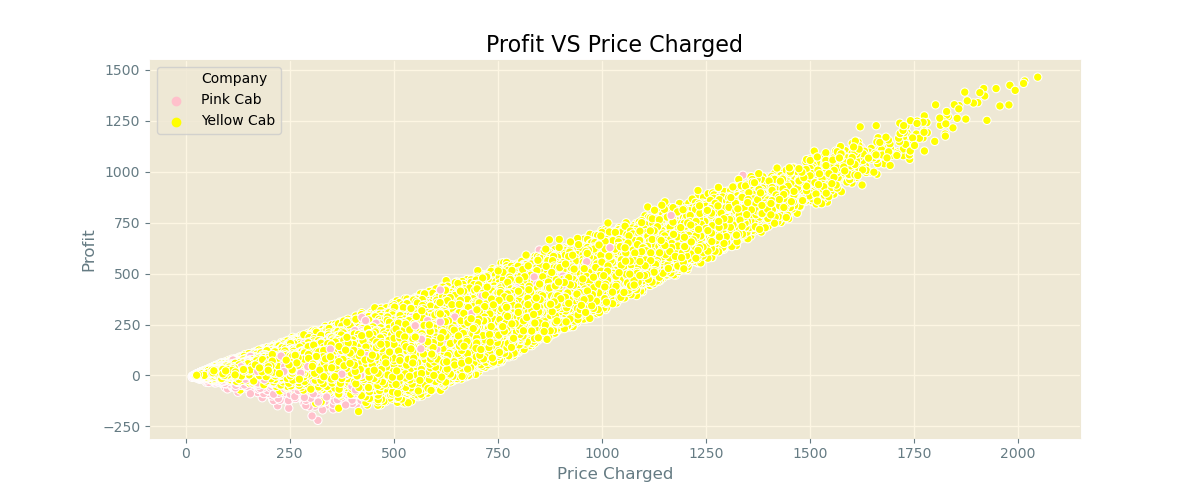 Profit VS Price Charged
Company
Pink Cab
Yellow Cab
1500
1250
1000
750
500
250
0
−250
Profit
0 250 500 750 1000 1250 1500 1750 2000
Price Charged